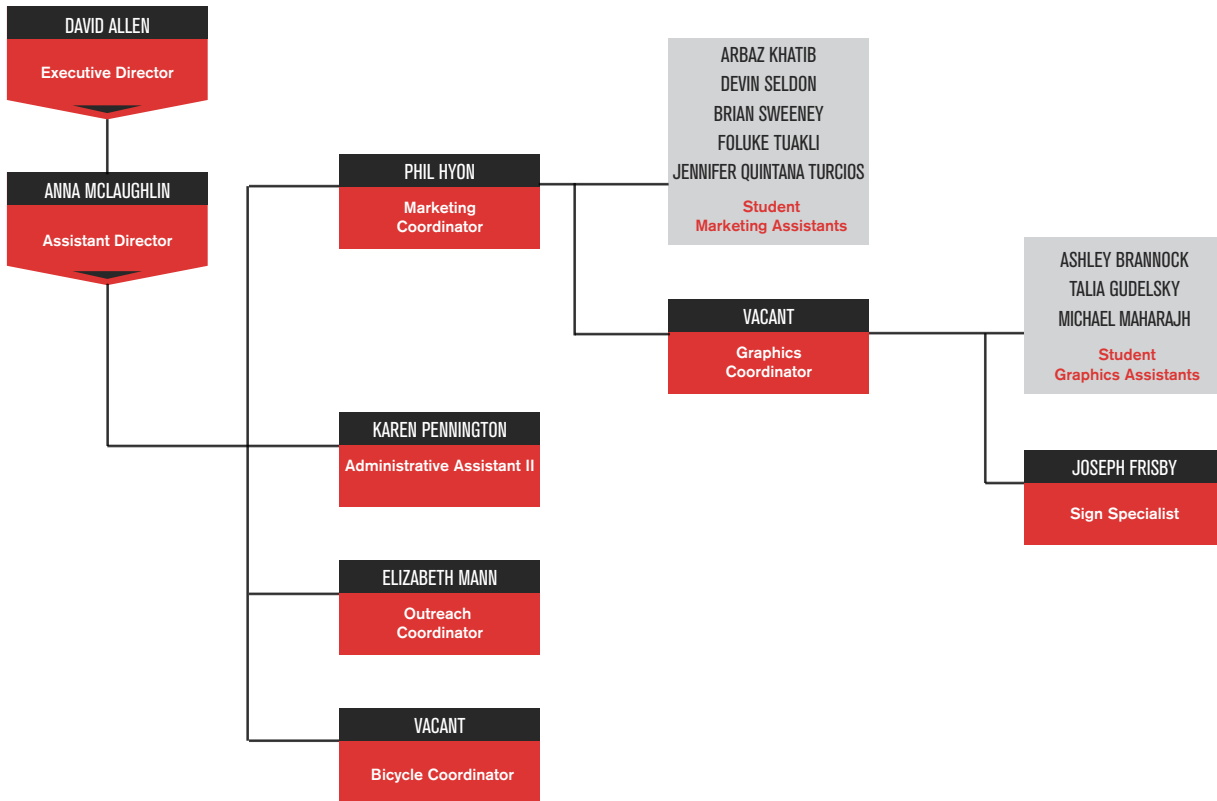 DAVID ALLEN
Executive Director
ANNA MCLAUGHLIN
Assistant Director
PHIL HYON
Marketing
Coordinator
ARBAZ KHATIB
DEVIN SELDON
BRIAN SWEENEY
FOLUKE TUAKLI
JENNIFER QUINTANA TURCIOS
Student
Marketing Assistants
VACANT
Graphics
Coordinator
ASHLEY BRANNOCK
TALIA GUDELSKY
MICHAEL MAHARAJH
Student
Graphics Assistants
JOSEPH FRISBY
Sign Specialist
KAREN PENNINGTON
Administrative Assistant II
ELIZABETH MANN
Outreach
Coordinator
VACANT
Bicycle Coordinator